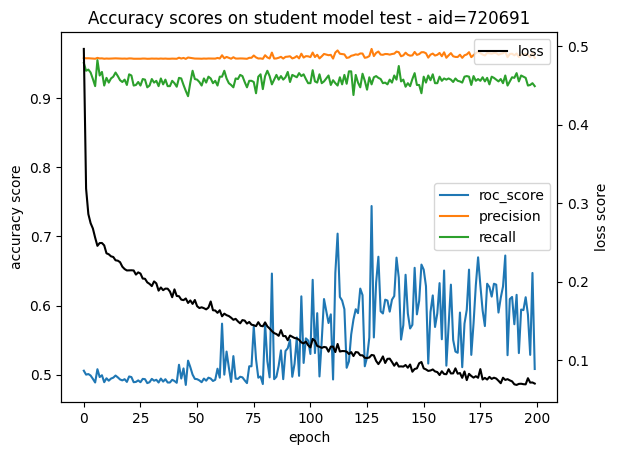 Accuracy scores on student model test - aid=720691
accuracy score
0.9
0.8
0.7
0.6
0.5
0
25
50
75
100
125
150
175
200
epoch
0.5
0.4
0.3
0.2
0.1
loss score
loss
roc_score
precision
recall